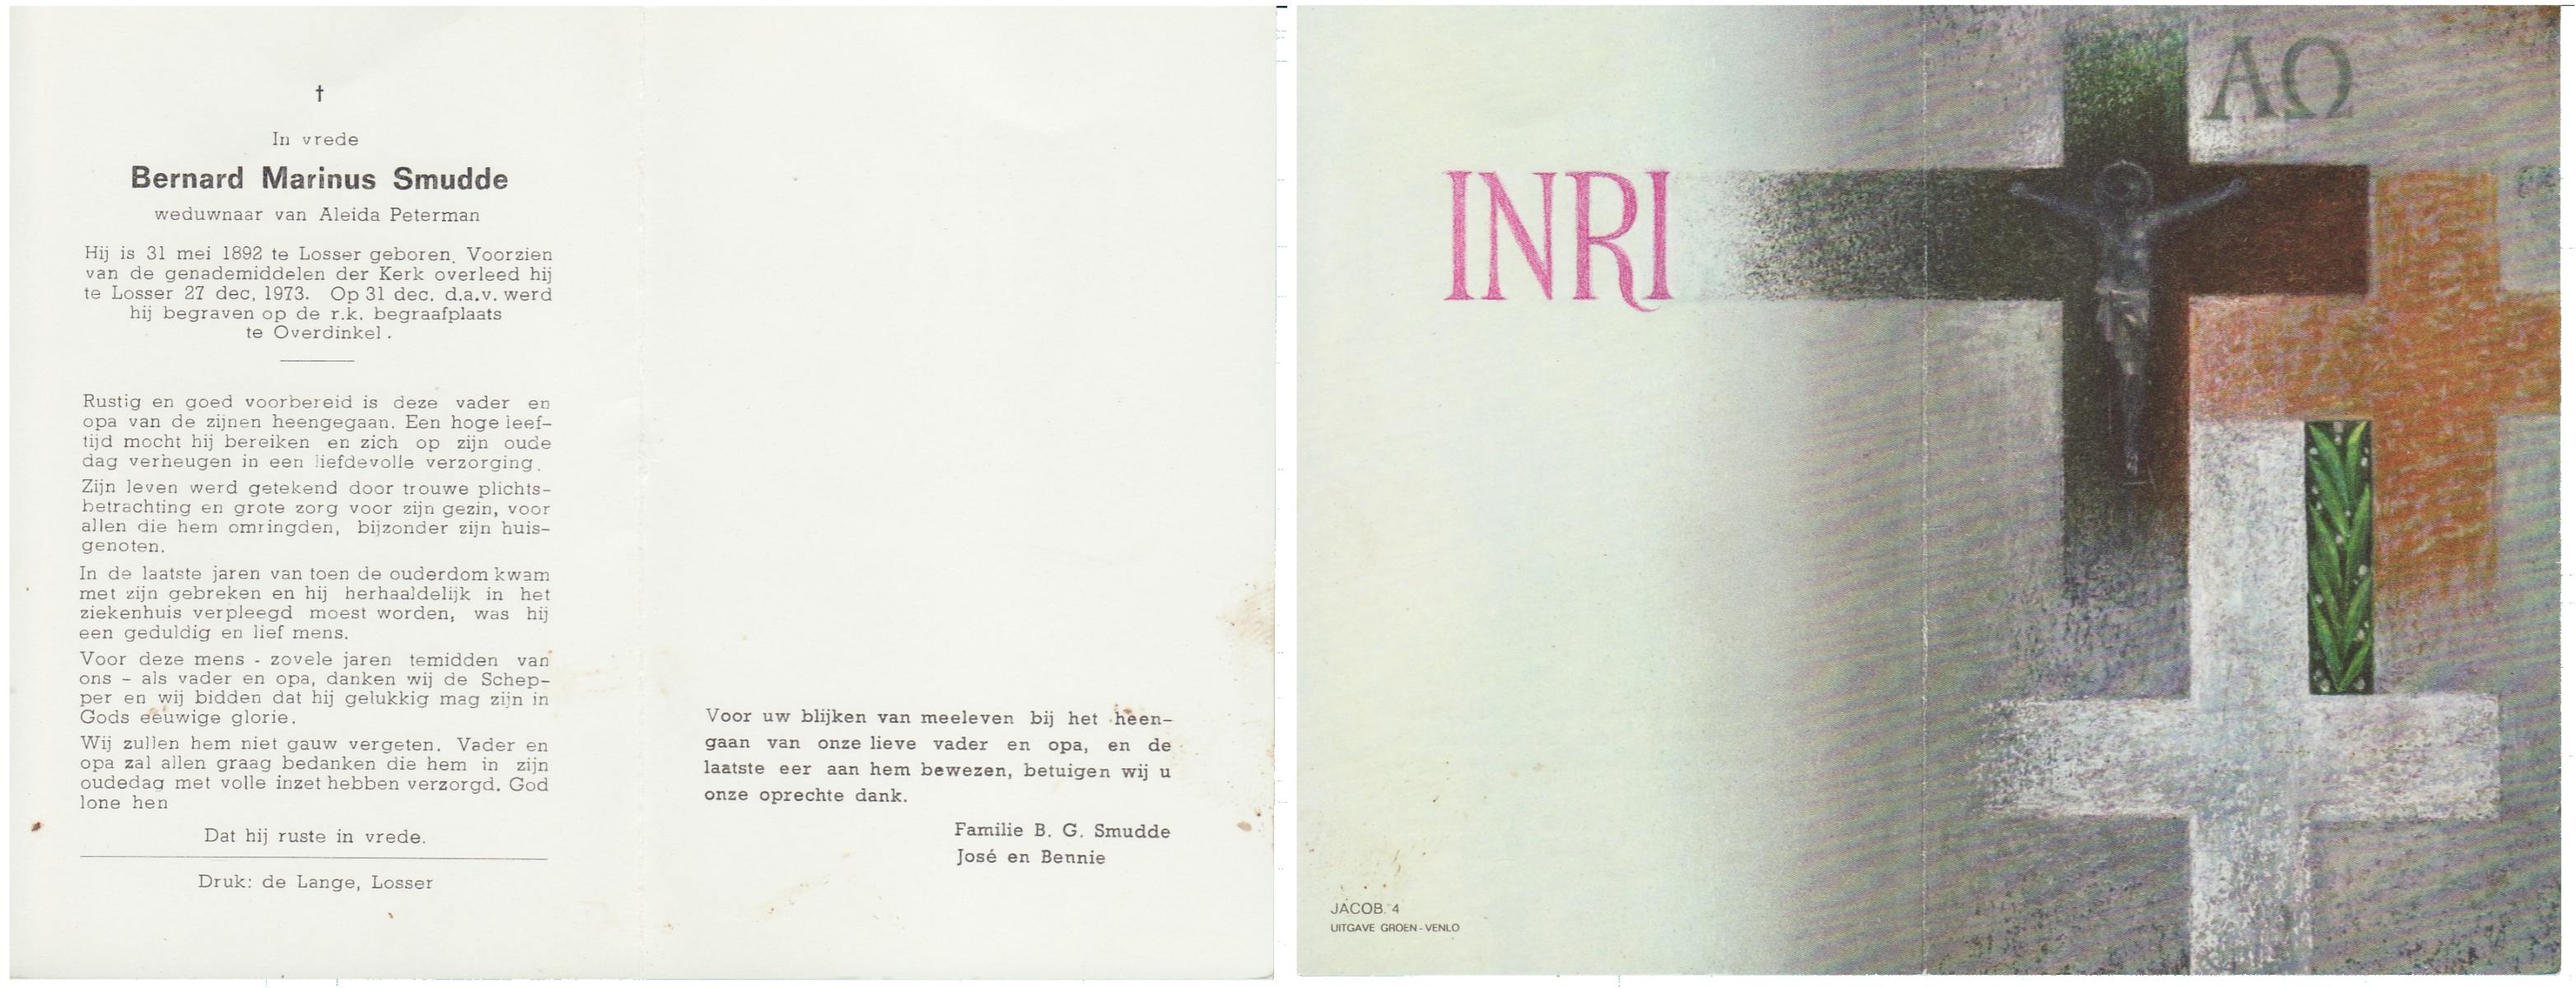 †
In vrede
Bernard Marinus Smudde
weduwnaar van Aleida Peterman
Hij is 31 mei 1892 te Losser geboren. Voorzien
van de genademiddelen der Kerk overleed hij
te Losser 27 dec, 1973. Op 31 dec. d.a.v. werd
hij begraven op de r.k. begraafplaats
te Overdinkel.
Rustig en goed voorbereid is deze vader en
opa van de zijnen heengegaan. Een hoge leef-
tijd mocht hij bereiken en zich op zijn oude
dag verheugen in een liefdevolle verzorging.
Zijn leven werd getekend door trouwe plichts-
betrachting en grote zorg voor zijn gezin, voor
allen die hem omringden, bijzonder zijn huis-
genoten.
In de laatste jaren van toen de ouderdom kwam
met zijn gebreken en hij herhaaldelijk in het
ziekenhuis verpleegd moest worden, was hij
een geduldig en lief mens.
Voor deze mens - zovele jaren temidden van
ons - als vader en opa, danken wij de Schep-
per en wij bidden dat hij gelukkig mag zijn in
Gods eeuwige glorie.
Wij zullen hem niet gauw vergeten. Vader en
opa zal allen graag bedanken die hem in zijn
oudedag met volle inzet hebben verzorgd. God
lone hen
Dat hij ruste in vrede.
Druk: de Lange, Losser
Voor uw blijken van meeleven bij het heen-
gaan van onze lieve vader en opa, en de
laatste eer aan hem bewezen, betuigen wij u
onze oprechte dank.
Familie B. G. Smudde
José en Bennie
INRI
ΑΩ
JACOB. 4
UITGAVE GROEN - VENLO